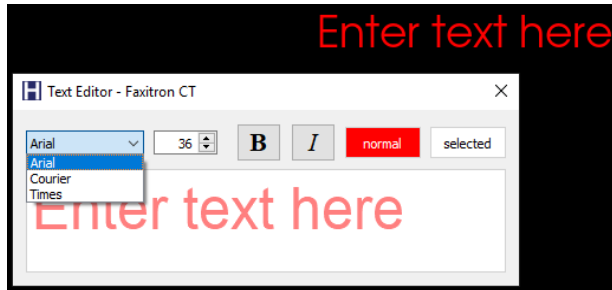 Enter text here
H Text Editor - Faxitron CT
Arial 36 B I normal selected
Arial
Courier
Times
Enter text here